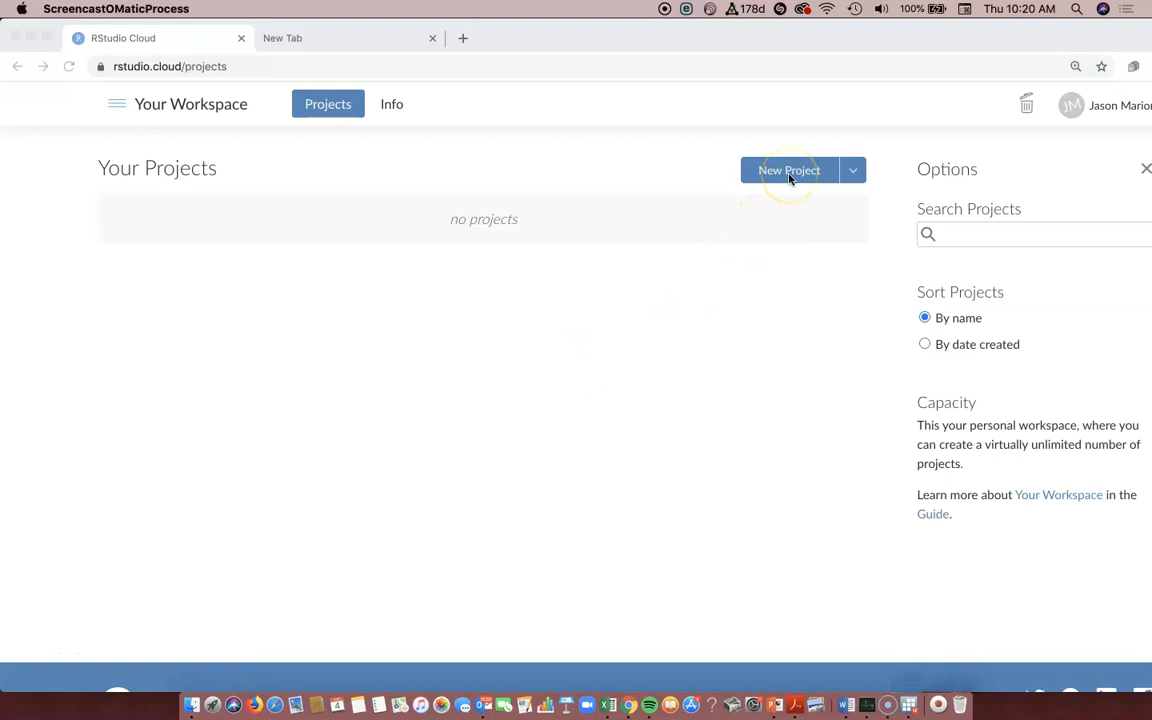 ScreencastOMaticProcess
178d
100%
Thu 10:20 AM
RStudio Cloud
New Tab
rstudio.cloud/projects
Your Workspace
Projects
Info
JM
Jason Mario
Your Projects
New Project
no projects
Options
Search Projects
Sort Projects
By name
By date created
Capacity
This your personal workspace, where you
can create a virtually unlimited number of
projects.
Learn more about Your Workspace in the
Guide.